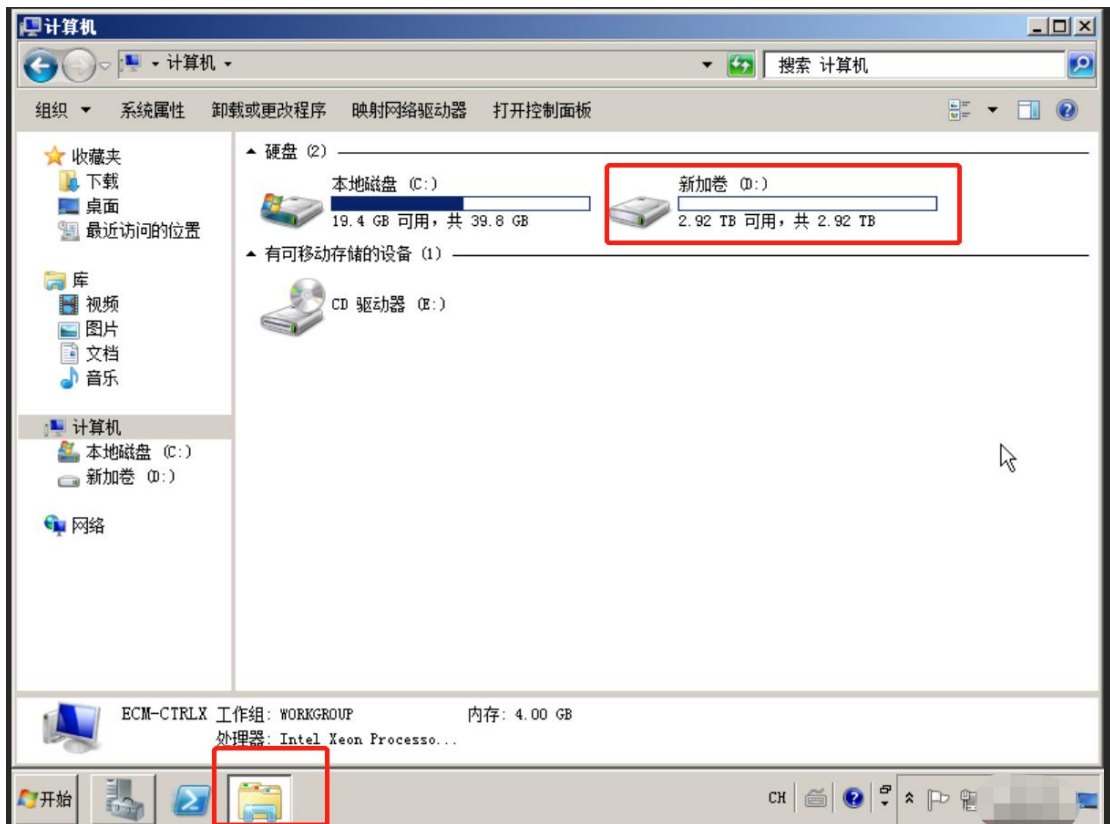 计算机
计算机
搜索 计算机
组织
系统属性
卸载或更改程序
映射网络驱动器
打开控制面板
收藏夹
下载
桌面
最近访问的位置
库
视频
图片
文档
音乐
计算机
本地磁盘 (C:)
新加卷 (D:)
网络
硬盘 (2)
本地磁盘 (C:)
19.4 GB 可用，共 39.8 GB
新加卷 (D:)
2.92 TB 可用，共 2.92 TB
有可移动存储的设备 (1)
CD 驱动器 (E:)
ECM-CTRLX 工作组: WORKGROUP 内存: 4.00 GB
处理器: Intel Xeon Processo...
开始
CH